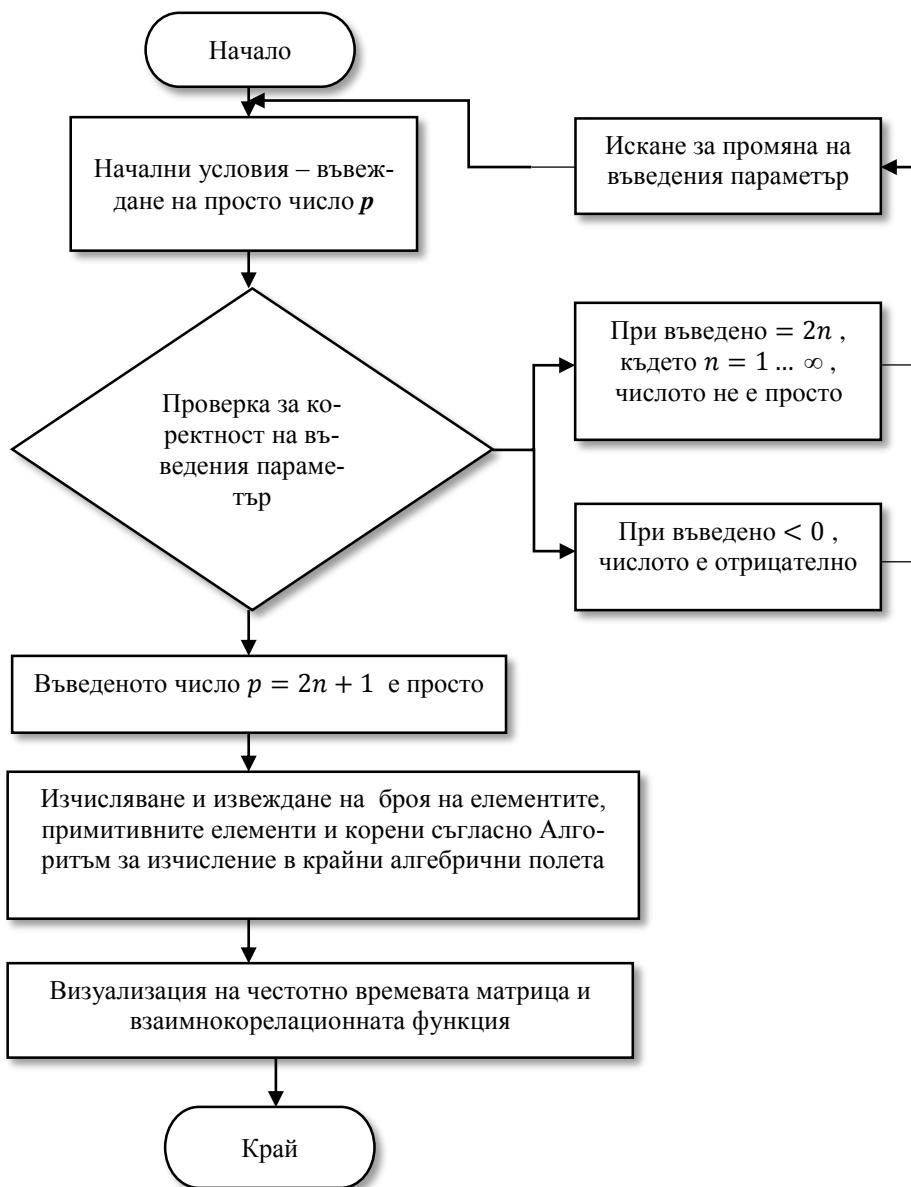 Начало
Начални условия – въвеж-
дане на просто число p
Искане за промяна на
въведения параметър
Проверка за ко-
ректност на въ-
ведения параме-
тър
При въведено = 2n ,
където n = 1 … ∞ ,
числото не е просто
При въведено < 0 ,
числото е отрицателно
Въведеното число p = 2n + 1 е просто
Изчисляване и извеждане на броя на елементите,
примитивните елементи и корени съгласно Алго-
ритъм за изчисление в крайни алгебрични полета
Визуализация на честотно времевата матрица и
взаимнокорелационната функция
Край